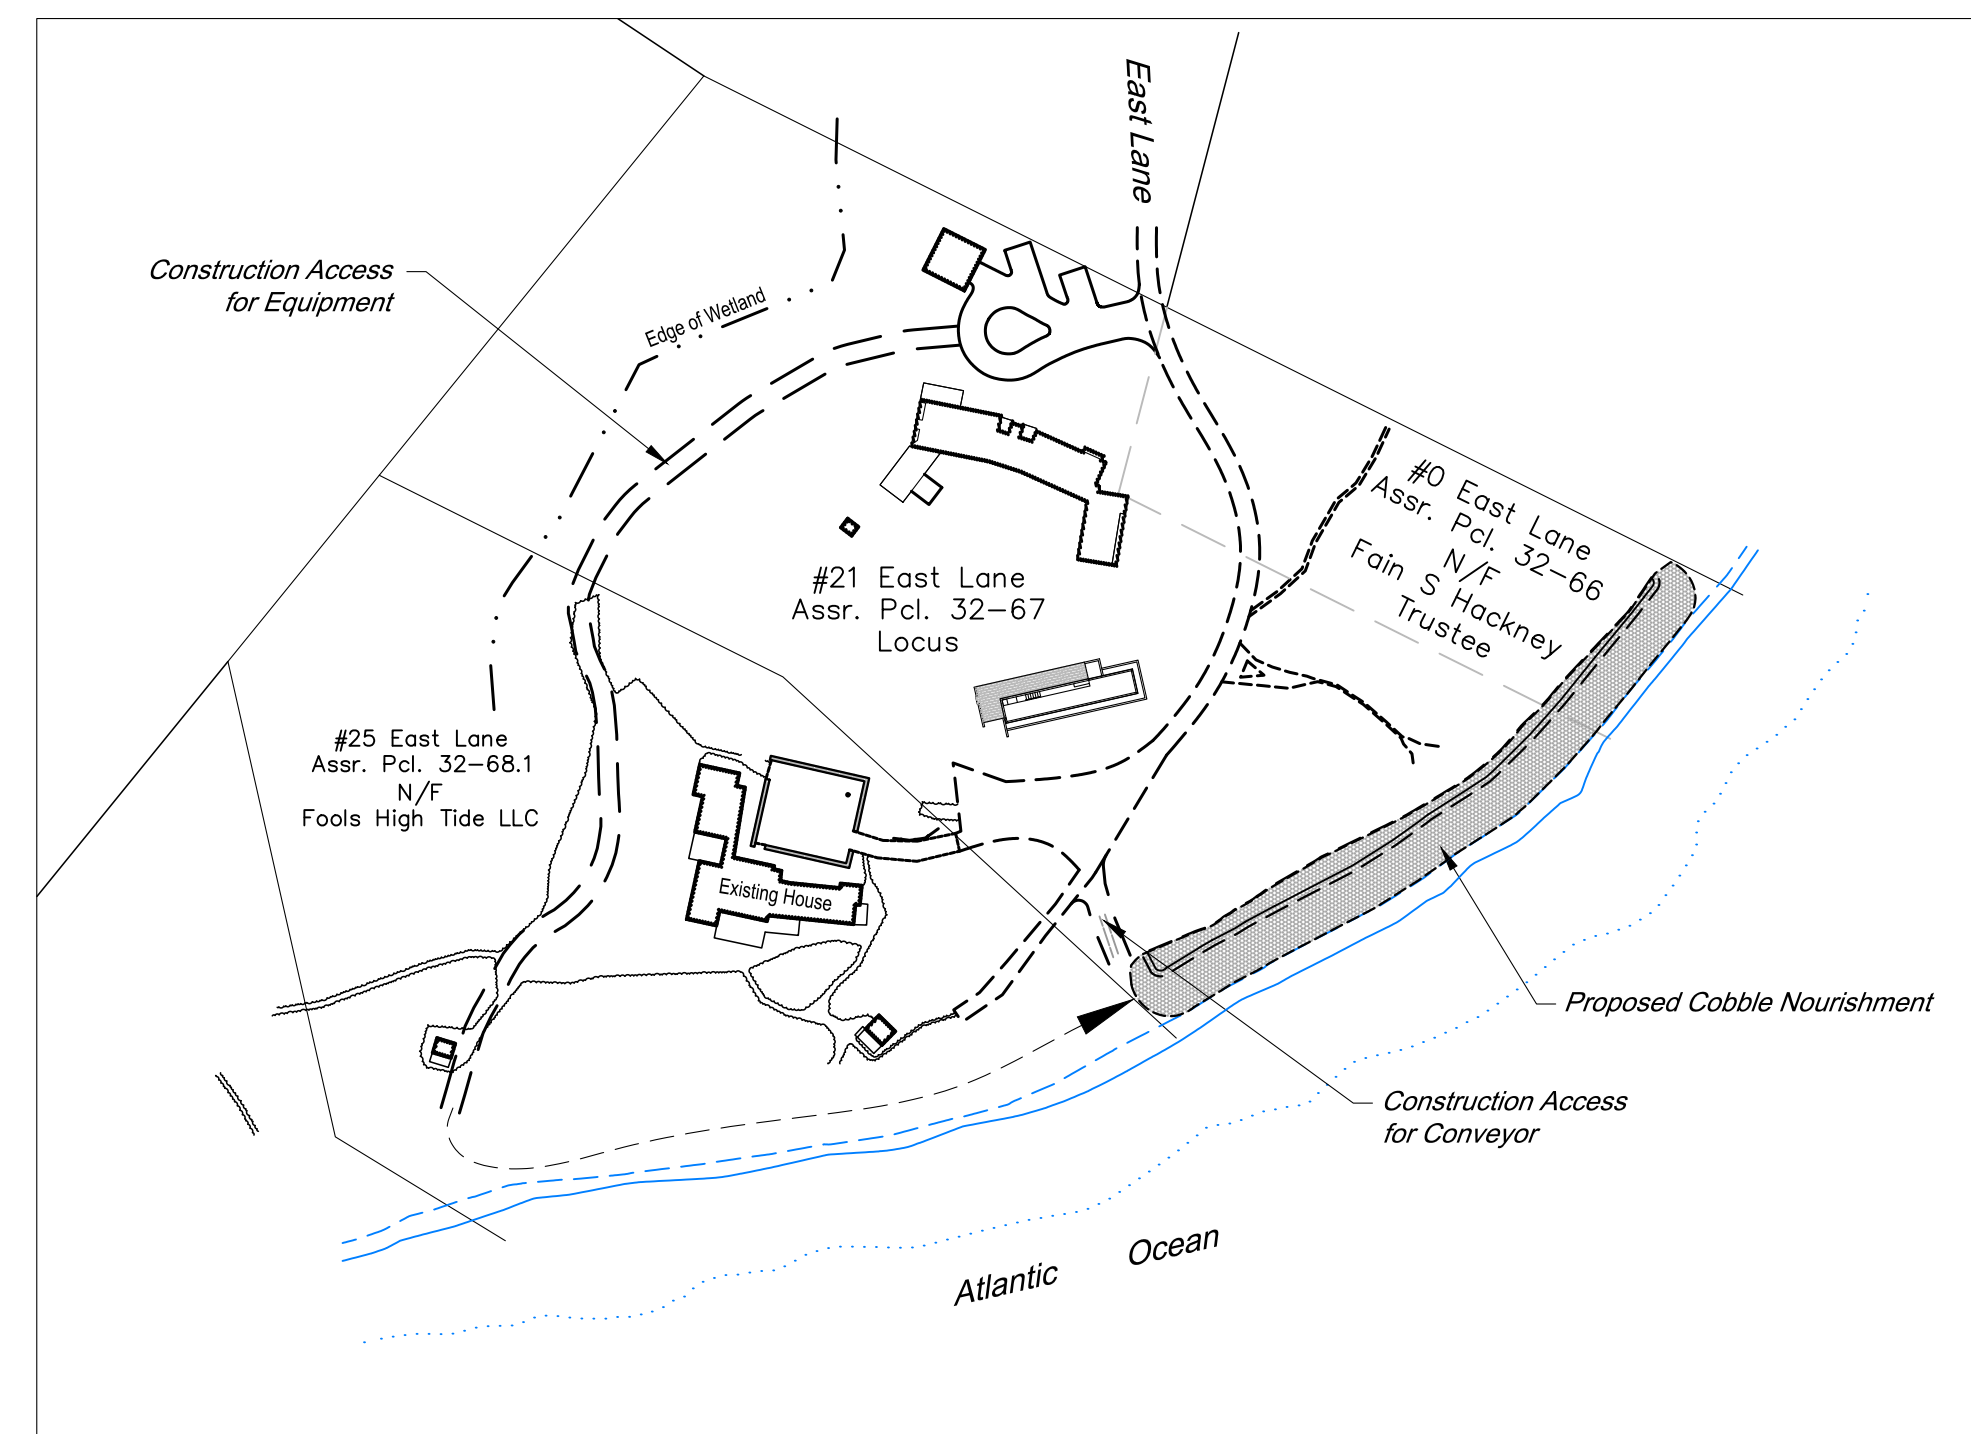 East Lane
Construction Access
for Equipment
Edge of Wetland
#0 East Lane
Assr. Pcl. 32-66
N/F
Fain S Hackney
Trustee
#21 East Lane
Assr. Pcl. 32-67
Locus
#25 East Lane
Assr. Pcl. 32-68.1
N/F
Fools High Tide LLC
Existing House
Proposed Cobble Nourishment
Construction Access
for Conveyor
Atlantic Ocean